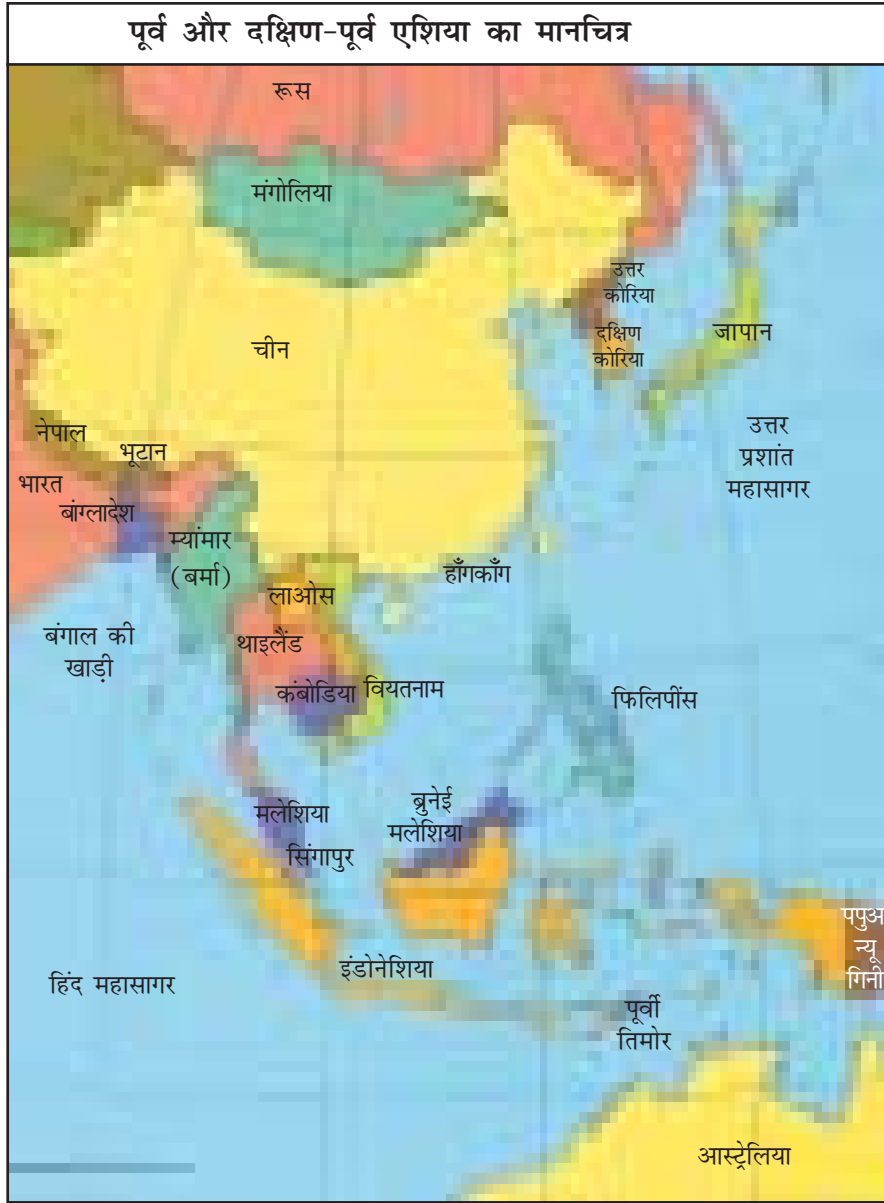 पूर्व और दक्षिण-पूर्व एशिया का मानचित्र
रूस
मंगोलिया
उत्तर
कोरिया
दक्षिण
कोरिया
जापान
चीन
नेपाल
भूटान
भारत
बांग्लादेश
म्यांमार
(बर्मा)
उत्तर
प्रशांत
महासागर
हाँगकाँग
लाओस
बंगाल की
खाड़ी
थाइलैंड
कंबोडिया
वियतनाम
फिलिपींस
मलेशिया
सिंगापुर
ब्रुनेई
मलेशिया
पपुआ
न्यू
गिनी
इंडोनेशिया
हिंद महासागर
पूर्वी
तिमोर
आस्ट्रेलिया